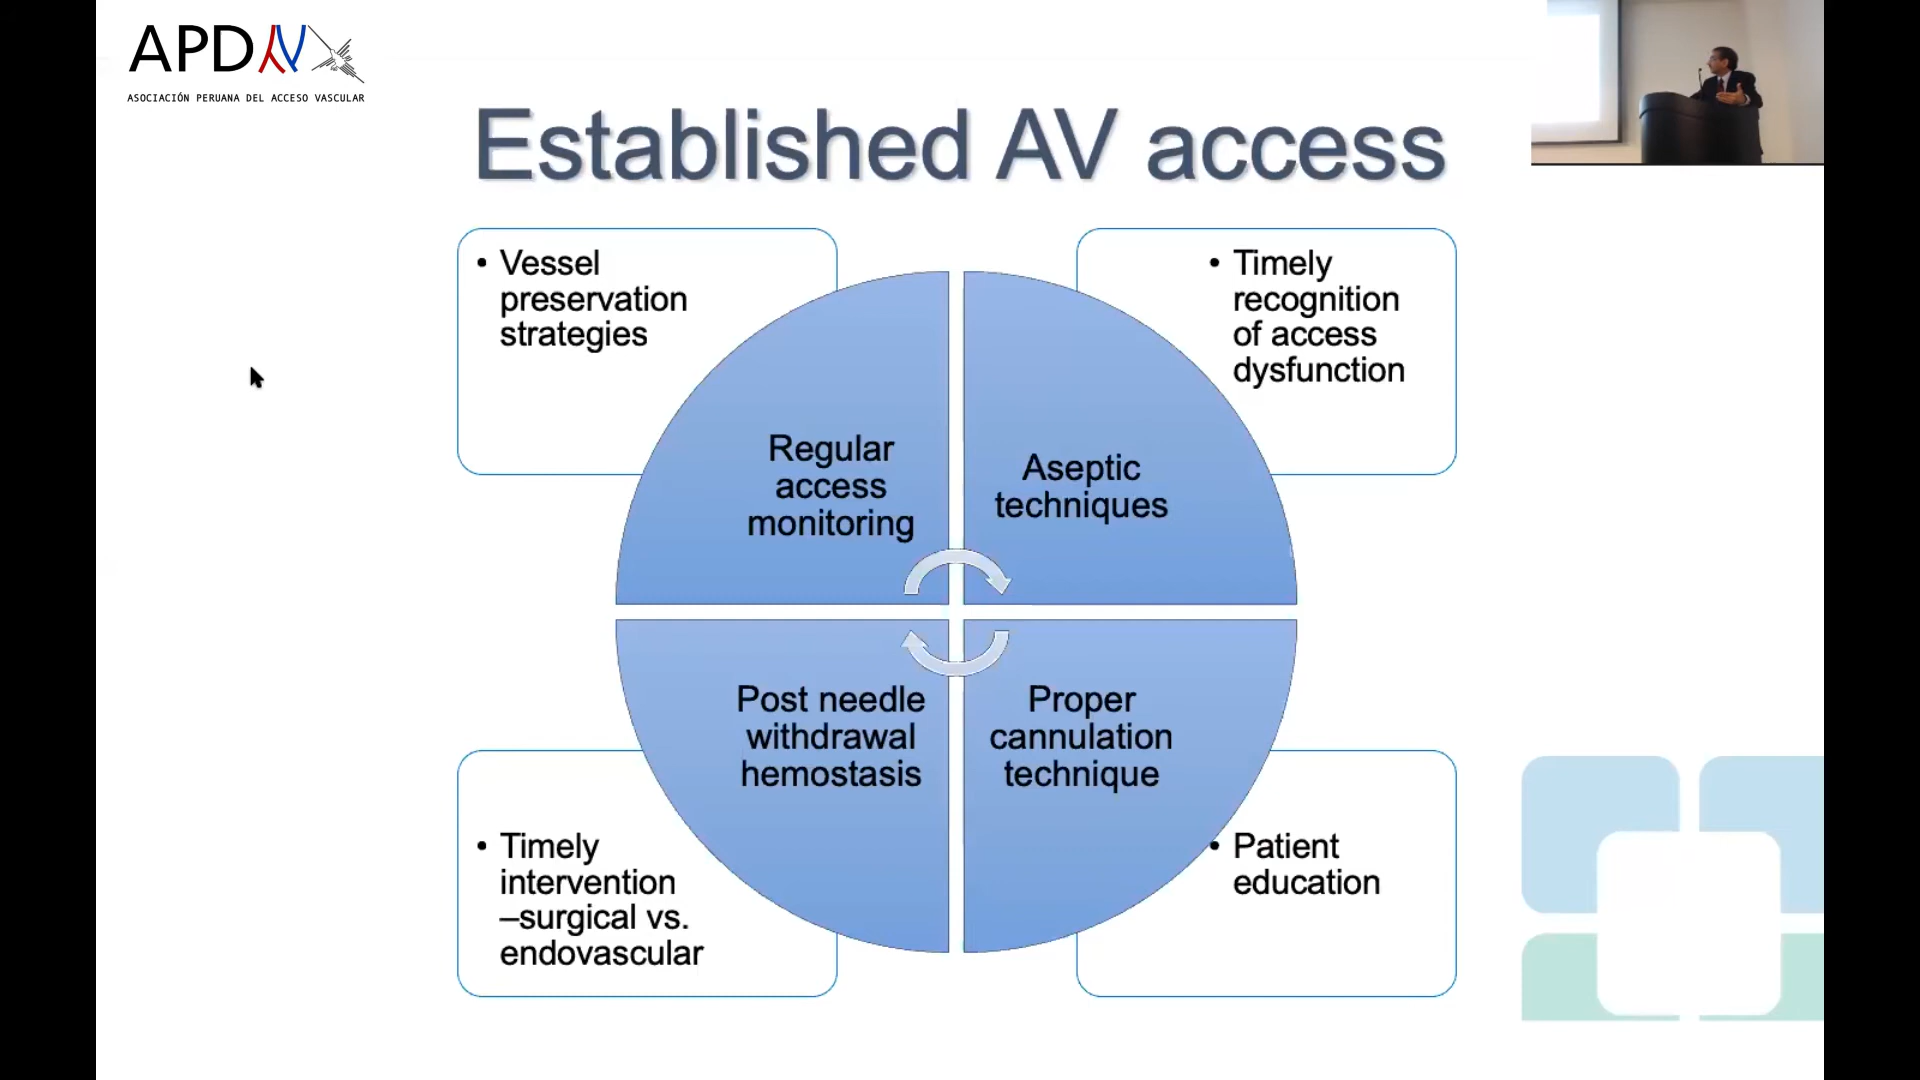 APDAV
ASOCIACIÓN PERUANA DEL ACCESO VASCULAR
Established AV access
• Vessel
preservation
strategies
• Timely
recognition
of access
dysfunction
Regular
access
monitoring
Aseptic
techniques
Post needle
withdrawal
hemostasis
Proper
cannulation
technique
• Timely
intervention
–surgical vs.
endovascular
• Patient
education